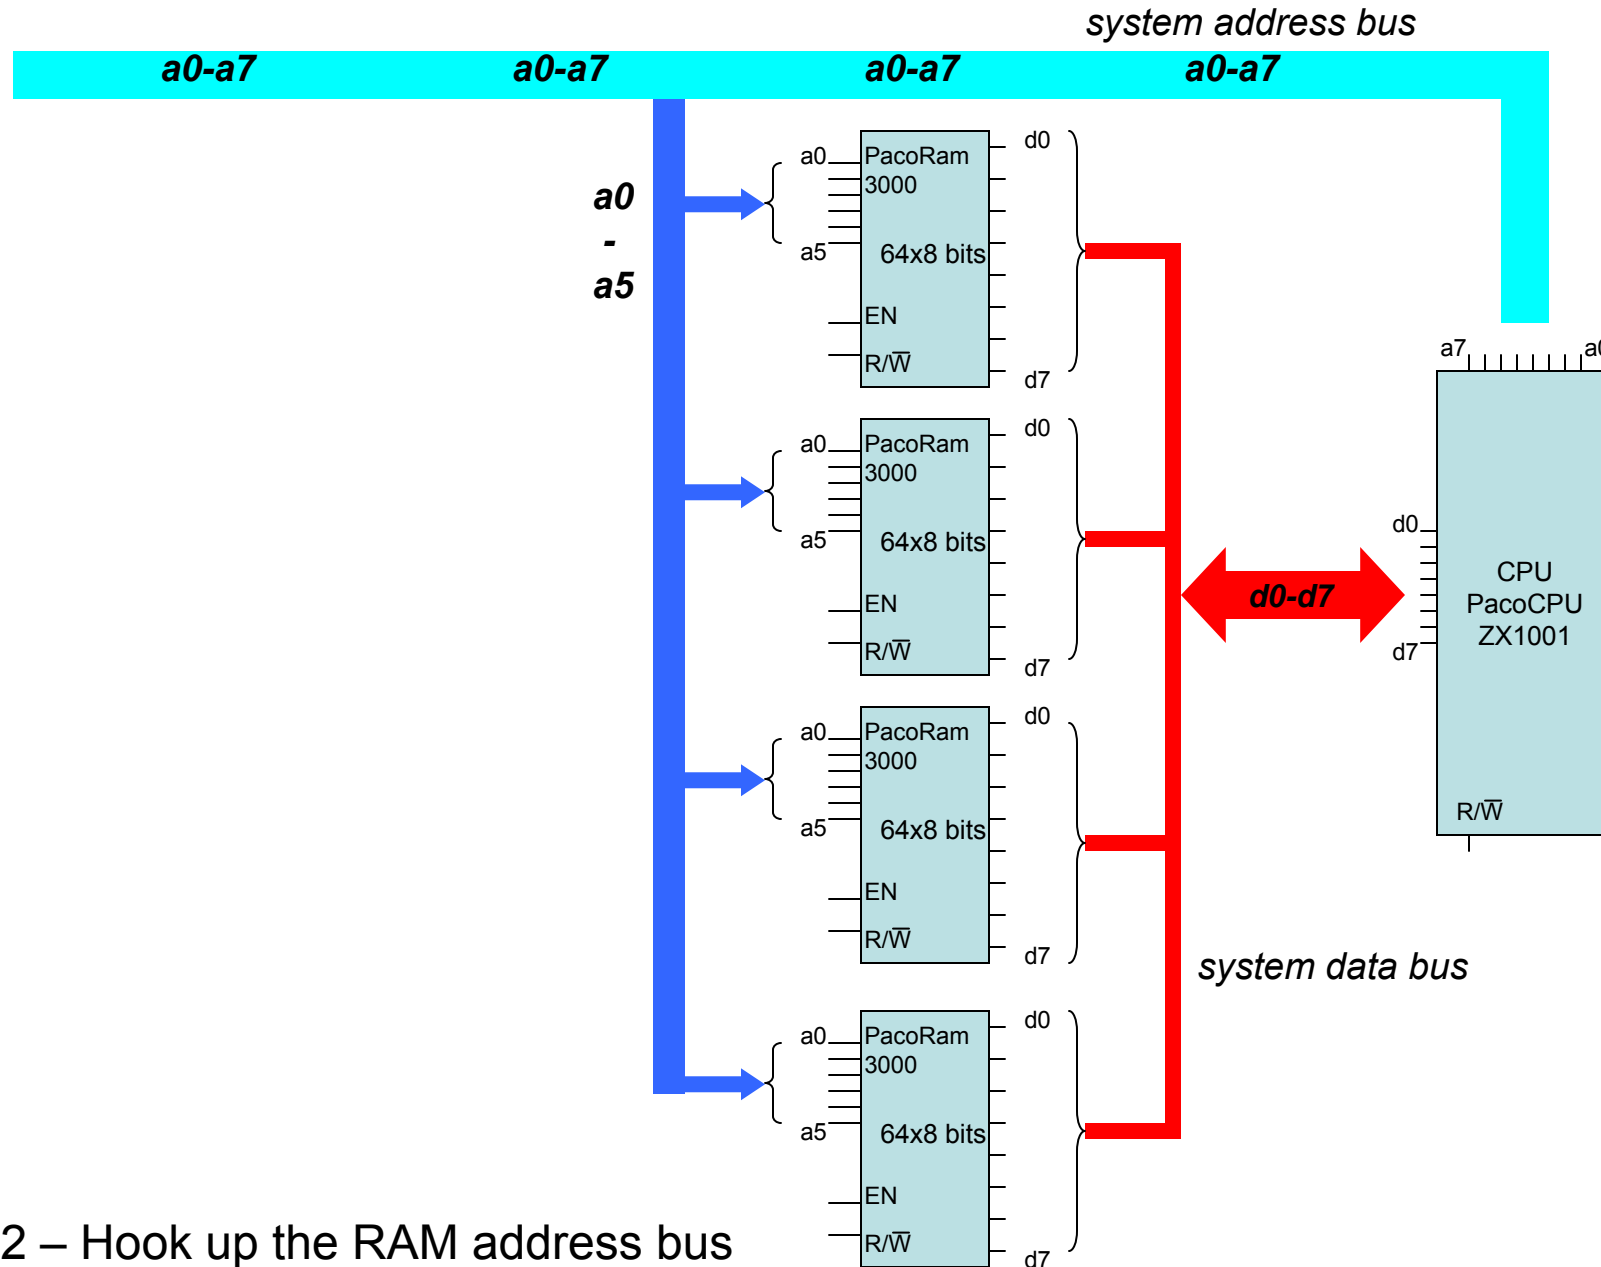 system address bus
a0-a7 a0-a7 a0-a7 a0-a7
a0
-
a5
a0 PacoRam d0
3000
a5 64x8 bits
EN
R/W̅
d7
a0 PacoRam d0
3000
a5 64x8 bits
EN
R/W̅
d7
a0 PacoRam d0
3000
a5 64x8 bits
EN
R/W̅
d7
a0 PacoRam d0
3000
a5 64x8 bits
EN
R/W̅
d7
d0-d7
a7 a0
d0
d7
CPU
PacoCPU
ZX1001
R/W̅
system data bus
2 – Hook up the RAM address bus